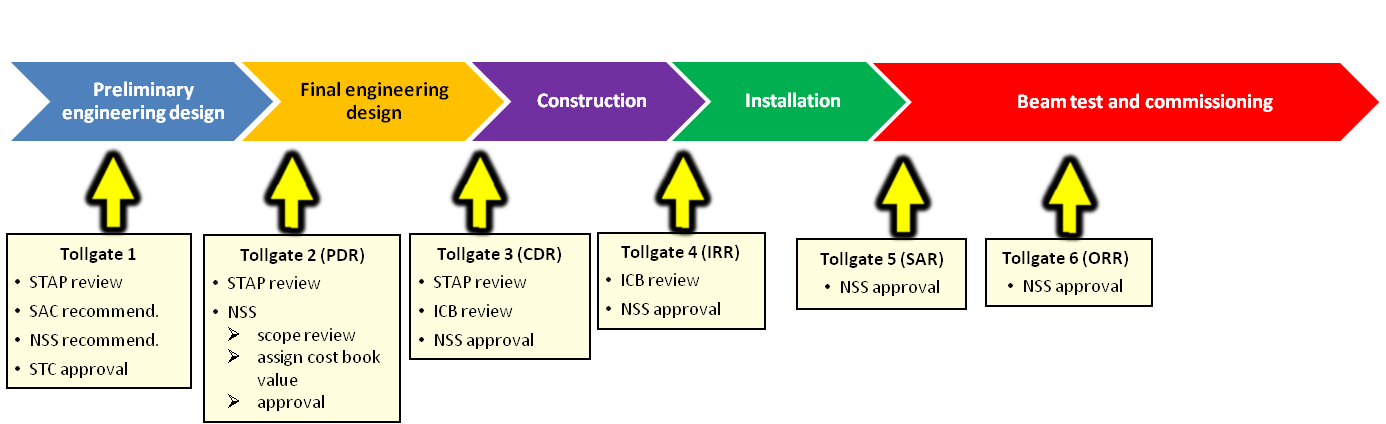 Preliminary
engineering design
Final engineering
design
Construction
Installation
Beam test and commissioning
Tollgate 1
• STAP review
• SAC recommend.
• NSS recommend.
• STC approval
Tollgate 2 (PDR)
• STAP review
• NSS
➢ scope review
➢ assign cost book
value
➢ approval
Tollgate 3 (CDR)
• STAP review
• ICB review
• NSS approval
Tollgate 4 (IRR)
• ICB review
• NSS approval
Tollgate 5 (SAR)
• NSS approval
Tollgate 6 (ORR)
• NSS approval